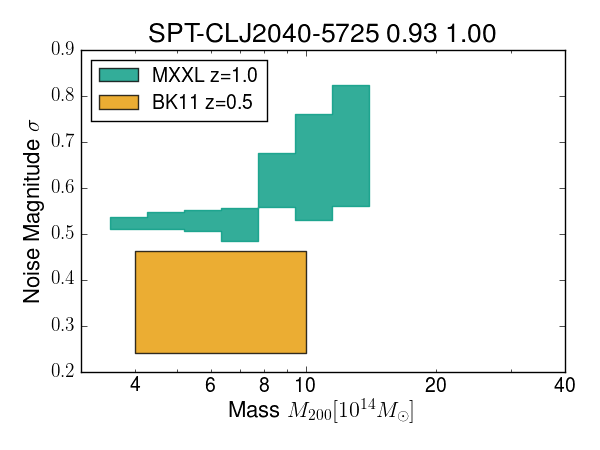 SPT-CLJ2040-5725 0.93 1.00
0.9
MXXL z=1.0
BK11 z=0.5
0.8
0.7
0.6
0.5
0.4
0.3
0.2
Noise Magnitude σ
4 6 8 10 20 40
Mass M₂₀₀[10¹⁴M☉]